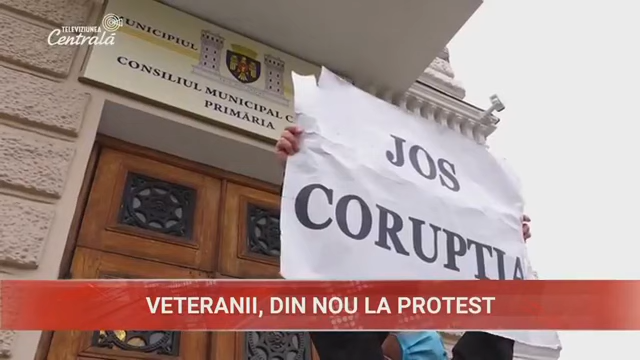 TELEVIZIUNEA
Centrală
MUNICIPIUL
CONSILIUL MUNICIPAL
PRIMĂRIA
JOS
CORUPTIA
VETERANII, DIN NOU LA PROTEST